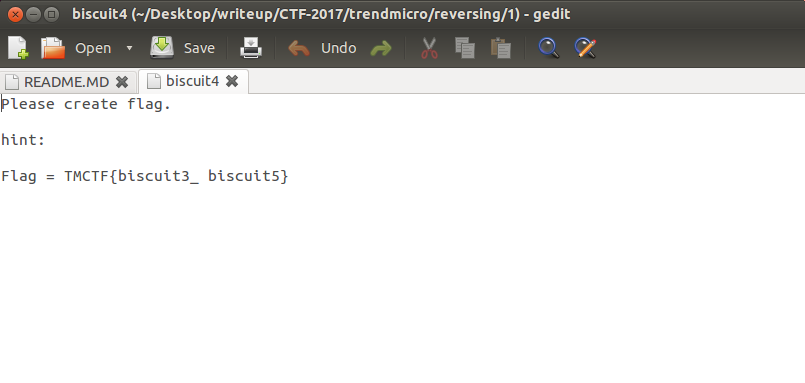 biscuit4 (~/Desktop/writeup/CTF-2017/trendmicro/reversing/1) - gedit
Open Save Undo
README.MD biscuit4
Please create flag.
hint:
Flag = TMCTF{biscuit3_ biscuit5}